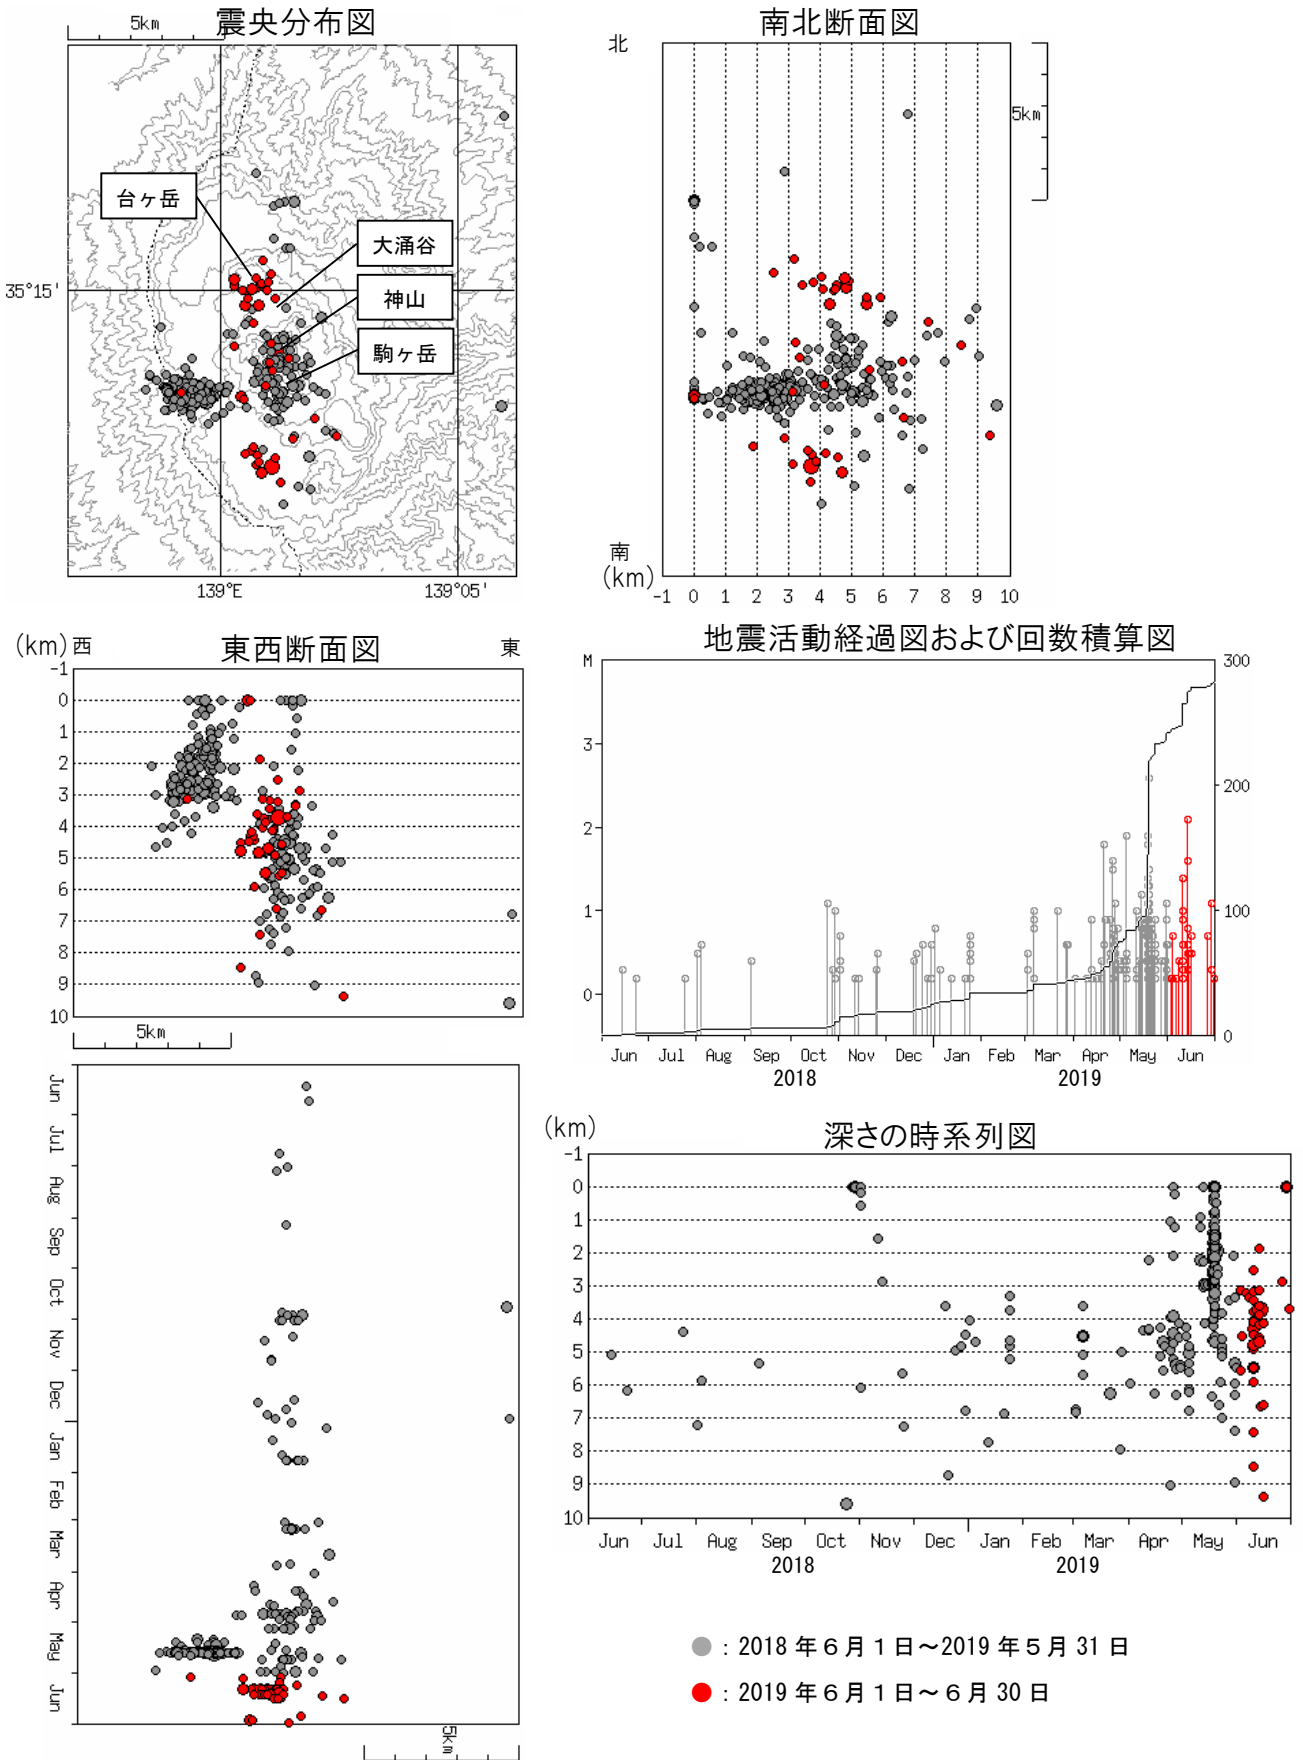 震央分布図
5km
台ヶ岳
大涌谷
神山
駒ヶ岳
35°15'
139°E
139°05'
南北断面図
北
5km
南
(km)
-1 0 1 2 3 4 5 6 7 8 9 10
東西断面図
(km) 西
東
-1
0
1
2
3
4
5
6
7
8
9
10
5km
地震活動経過図および回数積算図
M
3
2
1
0
300
200
100
0
Jun Jul Aug Sep Oct Nov Dec Jan Feb Mar Apr May Jun
2018 2019
Jun
Jul
Aug
Sep
Oct
Nov
Dec
Jan
Feb
Mar
Apr
May
Jun
5km
深さの時系列図
(km)
-1
0
1
2
3
4
5
6
7
8
9
10
Jun Jul Aug Sep Oct Nov Dec Jan Feb Mar Apr May Jun
2018 2019
：2018 年６月１日～2019 年５月 31 日
：2019 年６月１日～６月 30 日